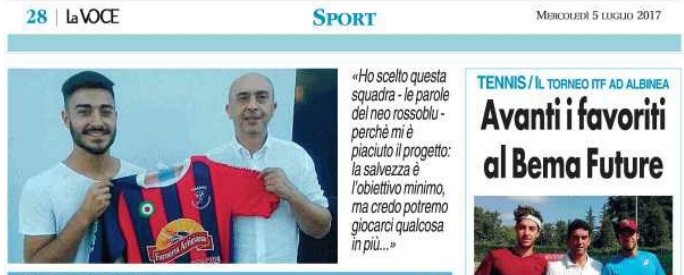 28 | La VOCE
SPORT
MERCOLEDÌ 5 LUGLIO 2017
«Ho scelto questa
squadra - le parole
del neo rossoblu -
perchè mi è
piaciuto il progetto:
la salvezza è
l'obiettivo minimo,
ma credo potremo
giocarci qualcosa
in più...»
TENNIS / IL TORNEO ITF AD ALBINEA
Avanti i favoriti
al Bema Future